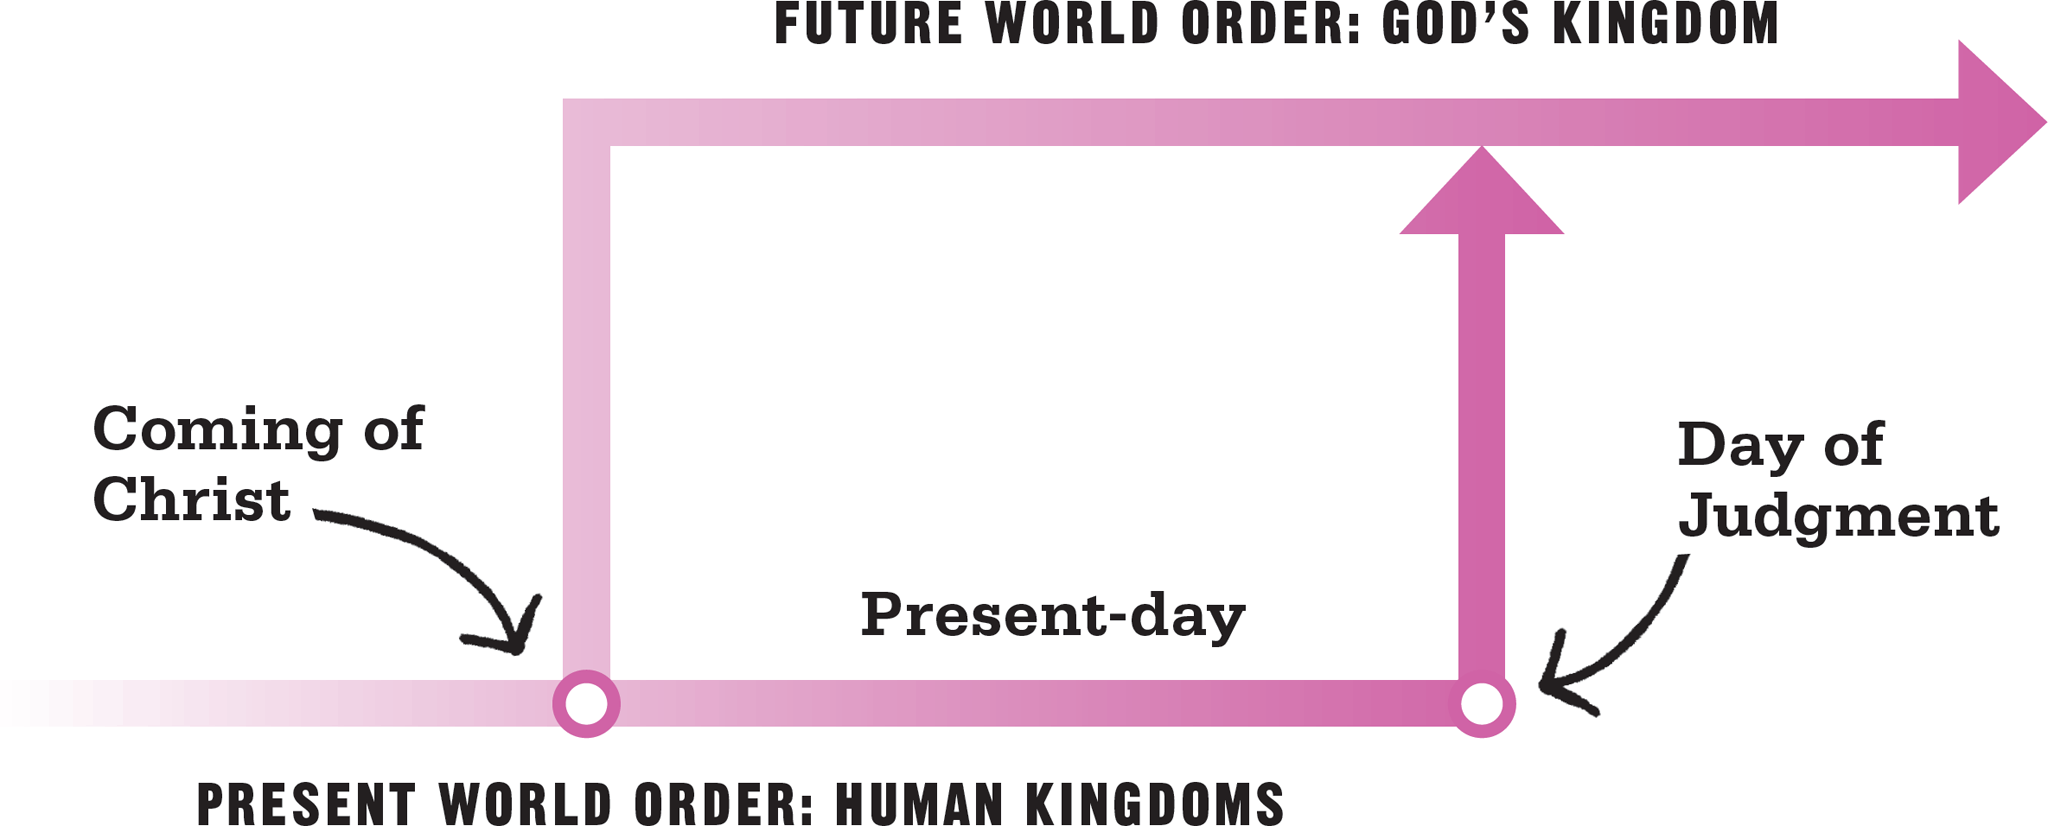 FUTURE WORLD ORDER: GOD’S KINGDOM
Coming of
Christ
Day of
Judgment
Present-day
PRESENT WORLD ORDER: HUMAN KINGDOMS